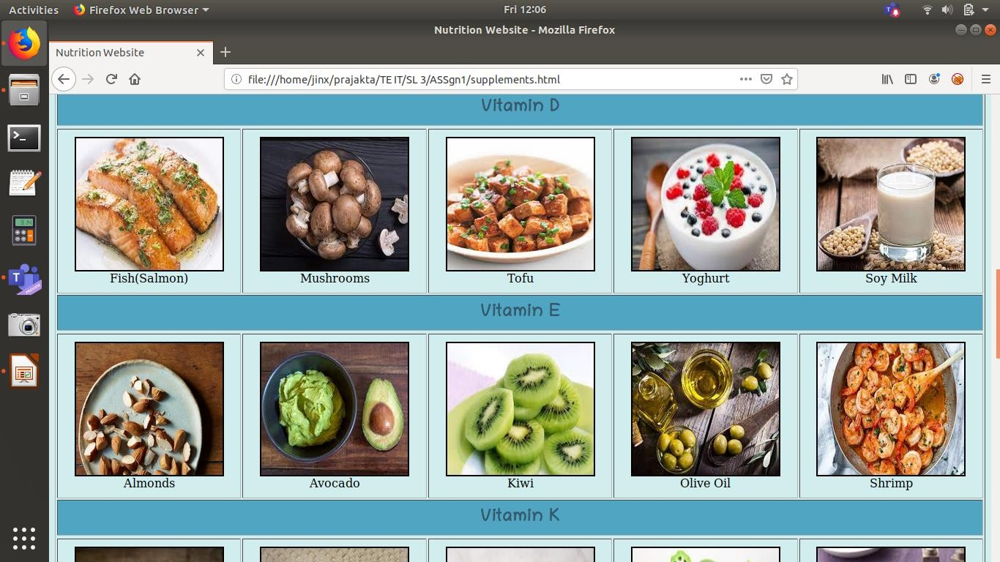 Activities Firefox Web Browser Fri 12:06
Nutrition Website - Mozilla Firefox
Nutrition Website
file:///home/jinx/prajakta/TE IT/SL 3/ASSgn1/supplements.html
Vitamin D
Fish(Salmon) Mushrooms Tofu Yoghurt Soy Milk
Vitamin E
Almonds Avocado Kiwi Olive Oil Shrimp
Vitamin K